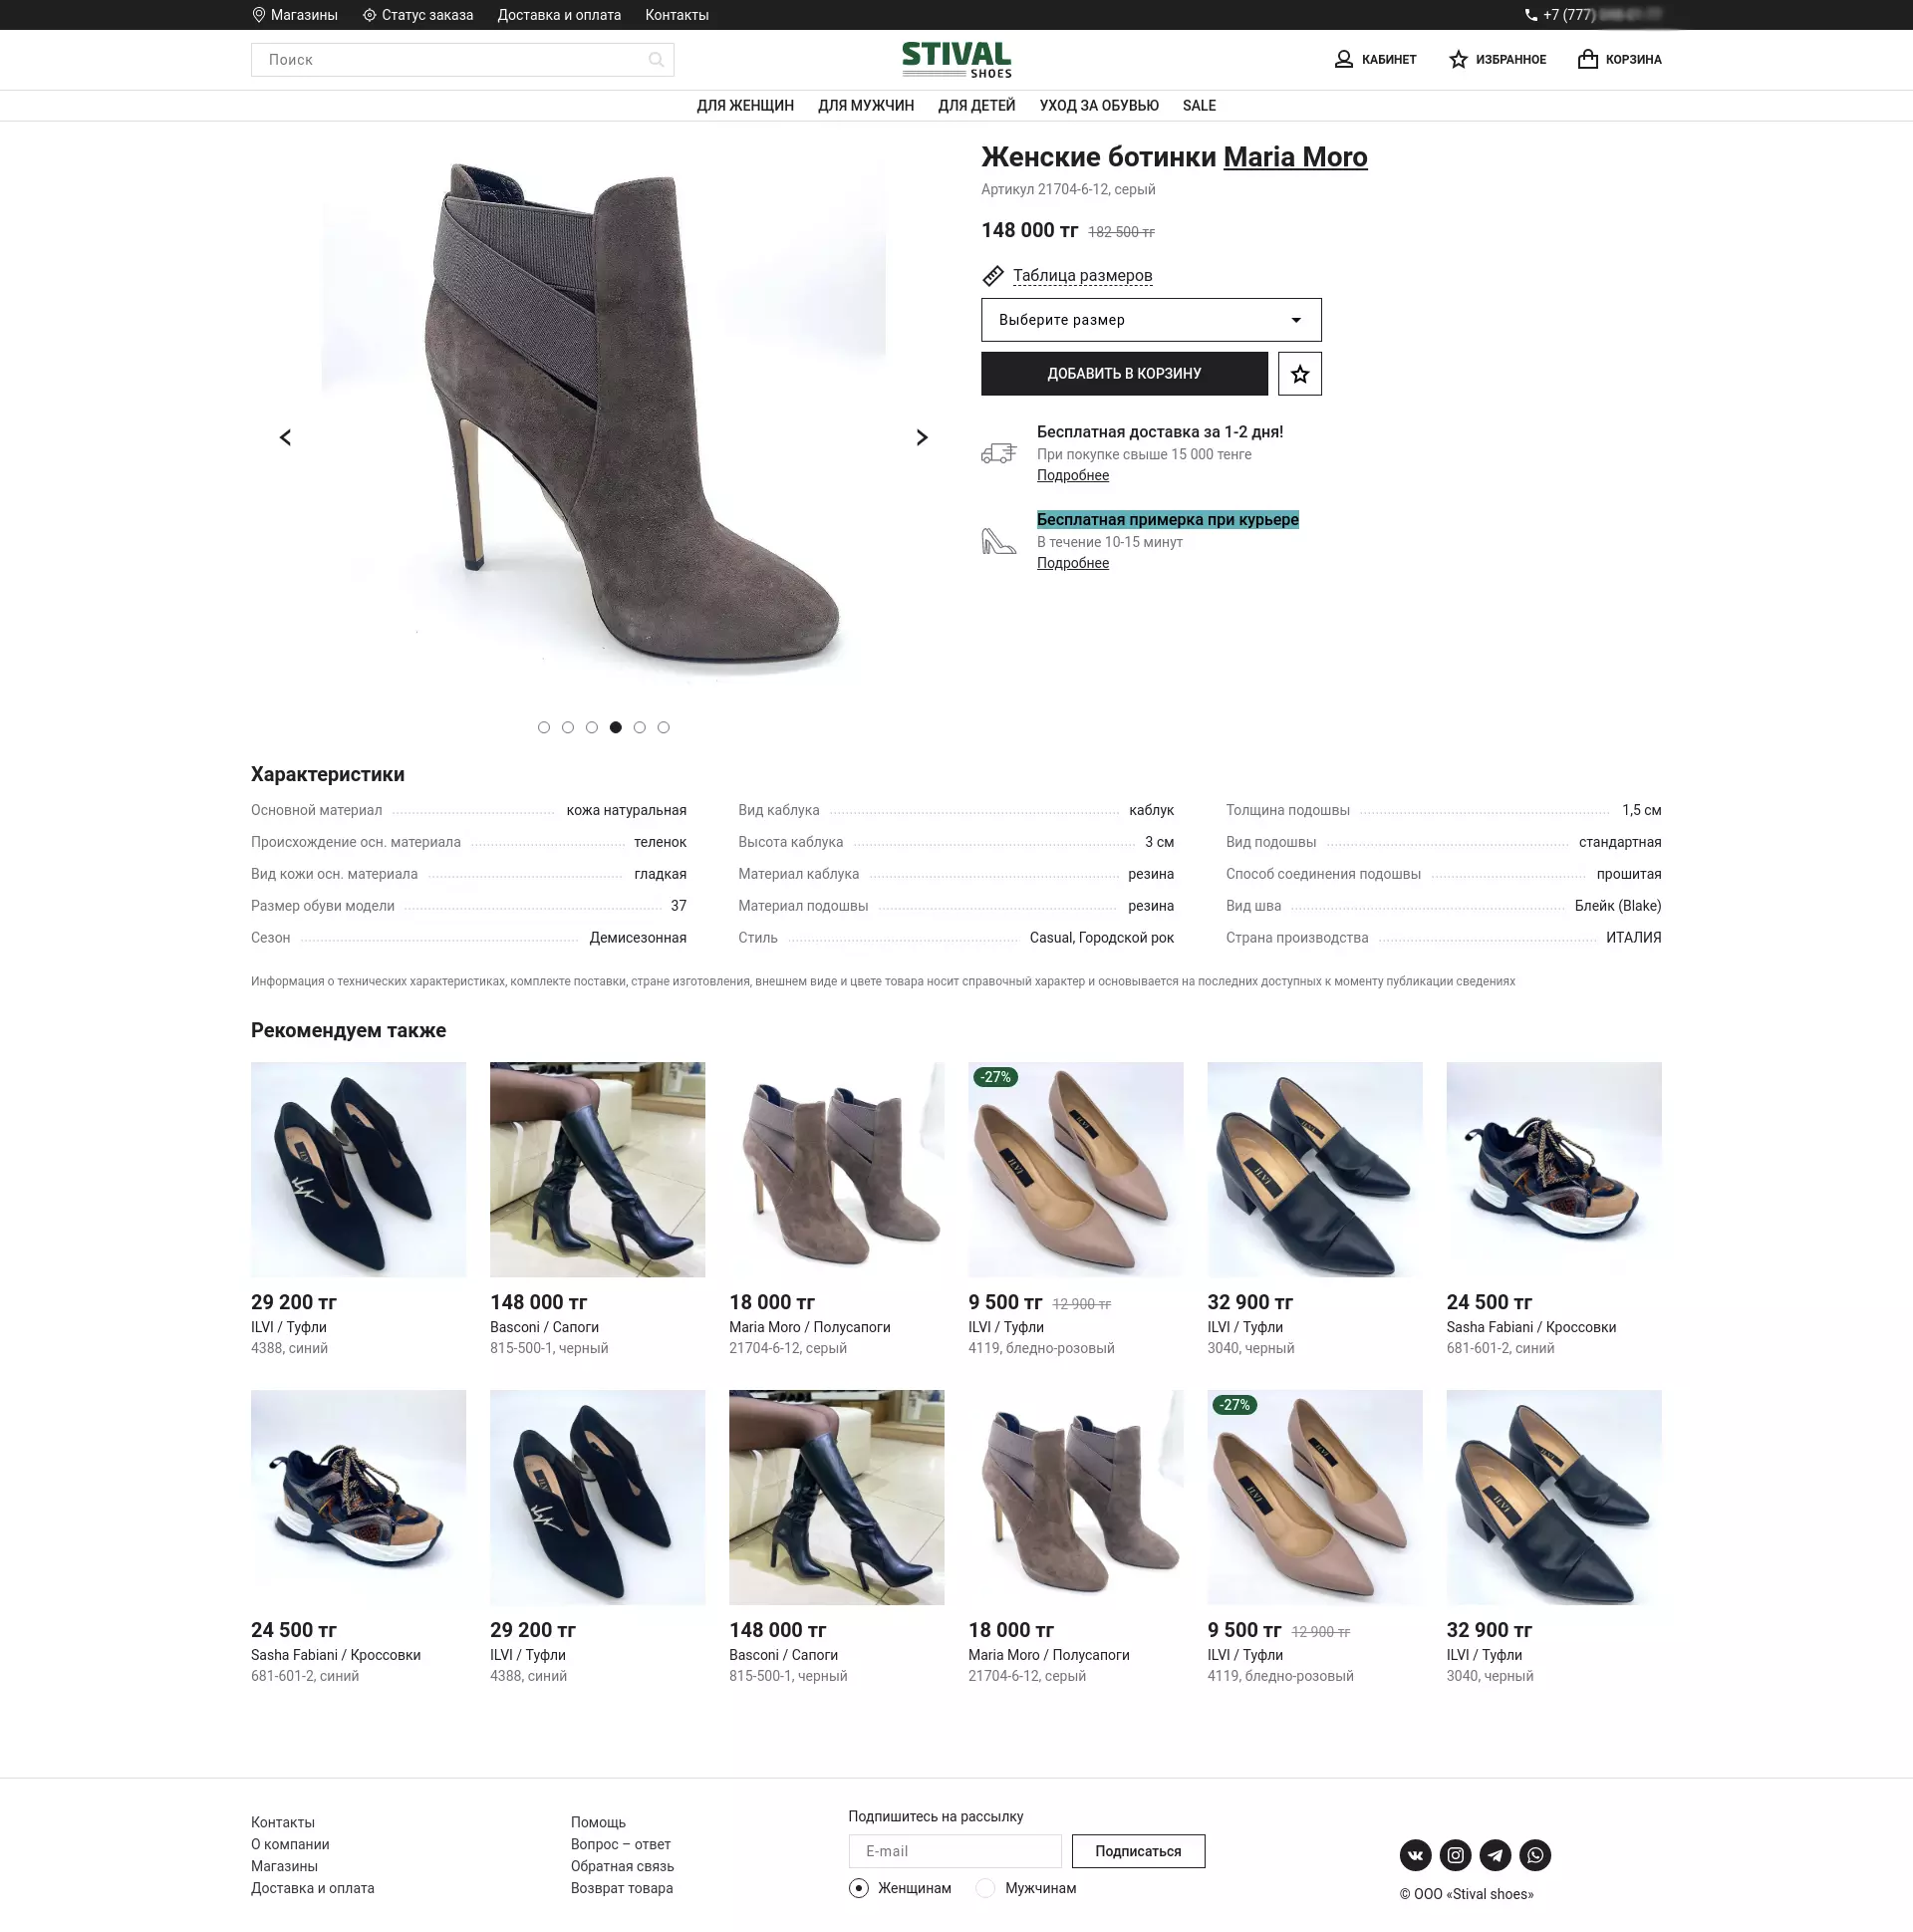 Магазины Статус заказа Доставка и оплата Контакты +7 (777)
Поиск STIVAL SHOES КАБИНЕТ ИЗБРАННОЕ КОРЗИНА
ДЛЯ ЖЕНЩИН ДЛЯ МУЖЧИН ДЛЯ ДЕТЕЙ УХОД ЗА ОБУВЬЮ SALE
Женские ботинки Maria Moro
Артикул 21704-6-12, серый
148 000 тг 182 500 тг
Таблица размеров
Выберите размер
ДОБАВИТЬ В КОРЗИНУ
Бесплатная доставка за 1-2 дня!
При покупке свыше 15 000 тенге
Подробнее
Бесплатная примерка при курьере
В течение 10-15 минут
Подробнее
Характеристики
Основной материал кожа натуральная Вид каблука каблук Толщина подошвы 1,5 см
Происхождение осн. материала теленок Высота каблука 3 см Вид подошвы стандартная
Вид кожи осн. материала гладкая Материал каблука резина Способ соединения подошвы прошитая
Размер обуви модели 37 Материал подошвы резина Вид шва Блейк (Blake)
Сезон Демисезонная Стиль Casual, Городской рок Страна производства ИТАЛИЯ
Информация о технических характеристиках, комплекте поставки, стране изготовления, внешнем виде и цвете товара носит справочный характер и основывается на последних доступных к моменту публикации сведениях
Рекомендуем также
-27%
29 200 тг 148 000 тг 18 000 тг 9 500 тг 12 900 тг 32 900 тг 24 500 тг
ILVI / Туфли Basconi / Сапоги Maria Moro / Полусапоги ILVI / Туфли ILVI / Туфли Sasha Fabiani / Кроссовки
4388, синий 815-500-1, черный 21704-6-12, серый 4119, бледно-розовый 3040, черный 681-601-2, синий
-27%
24 500 тг 29 200 тг 148 000 тг 18 000 тг 9 500 тг 12 900 тг 32 900 тг
Sasha Fabiani / Кроссовки ILVI / Туфли Basconi / Сапоги Maria Moro / Полусапоги ILVI / Туфли ILVI / Туфли
681-601-2, синий 4388, синий 815-500-1, черный 21704-6-12, серый 4119, бледно-розовый 3040, черный
Контакты
О компании
Магазины
Доставка и оплата
Помощь
Вопрос – ответ
Обратная связь
Возврат товара
Подпишитесь на рассылку
E-mail Подписаться
Женщинам Мужчинам
© ООО «Stival shoes»